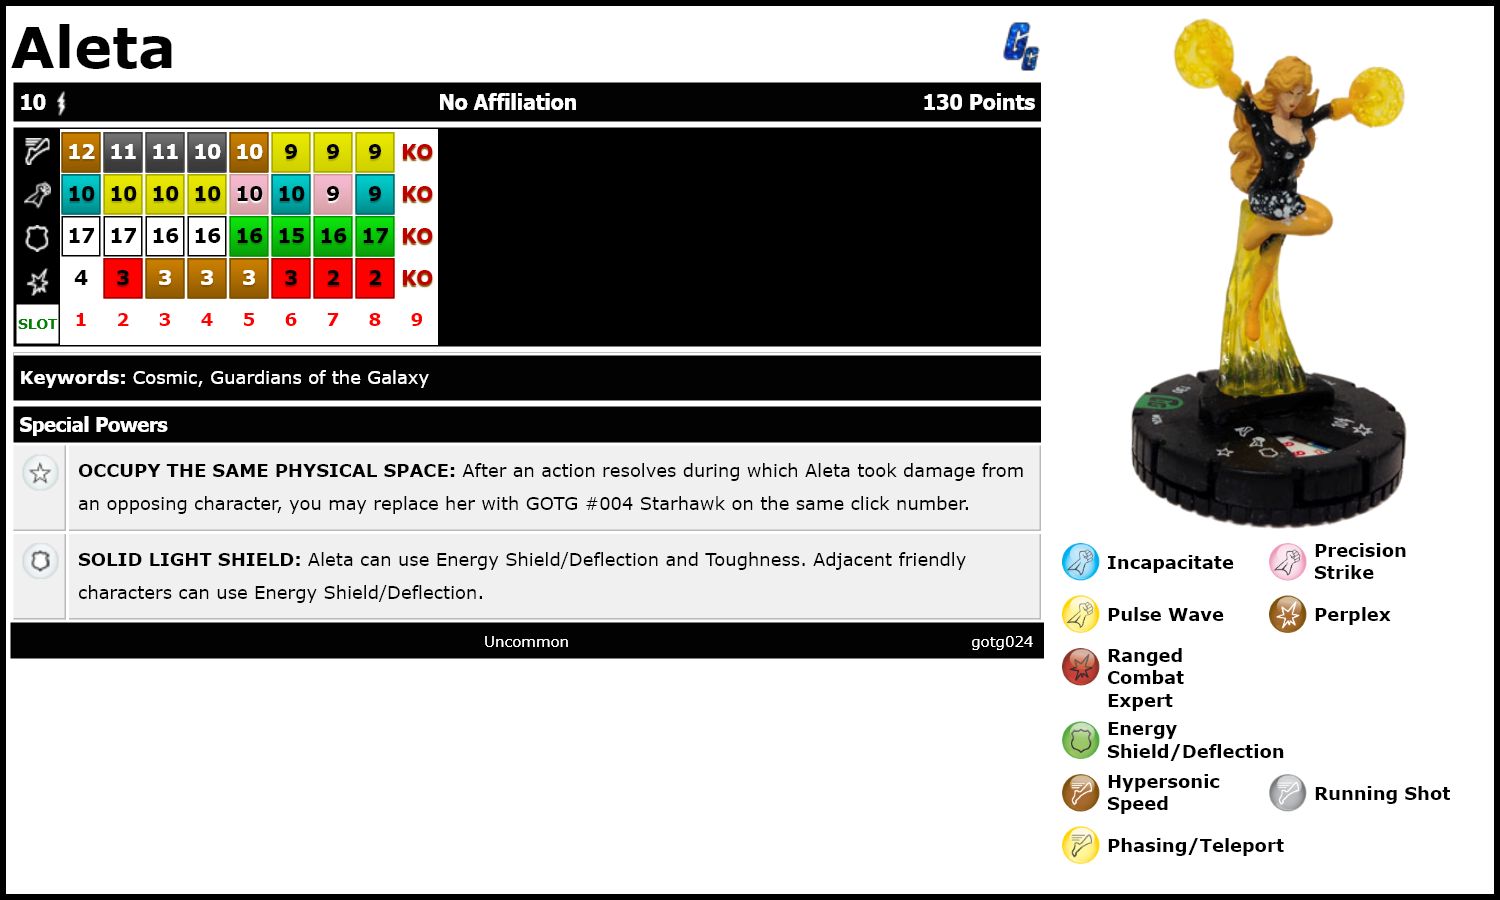 Aleta
GG
10 No Affiliation 130 Points
12 11 11 10 10 9 9 9 KO
10 10 10 10 10 10 9 9 KO
17 17 16 16 16 15 16 17 KO
4 3 3 3 3 3 2 2 KO
SLOT 1 2 3 4 5 6 7 8 9
Keywords: Cosmic, Guardians of the Galaxy
Special Powers
OCCUPY THE SAME PHYSICAL SPACE: After an action resolves during which Aleta took damage from
an opposing character, you may replace her with GOTG #004 Starhawk on the same click number.
SOLID LIGHT SHIELD: Aleta can use Energy Shield/Deflection and Toughness. Adjacent friendly
characters can use Energy Shield/Deflection.
Uncommon gotg024
Incapacitate
Precision
Strike
Pulse Wave
Perplex
Ranged
Combat
Expert
Energy
Shield/Deflection
Hypersonic
Speed
Running Shot
Phasing/Teleport